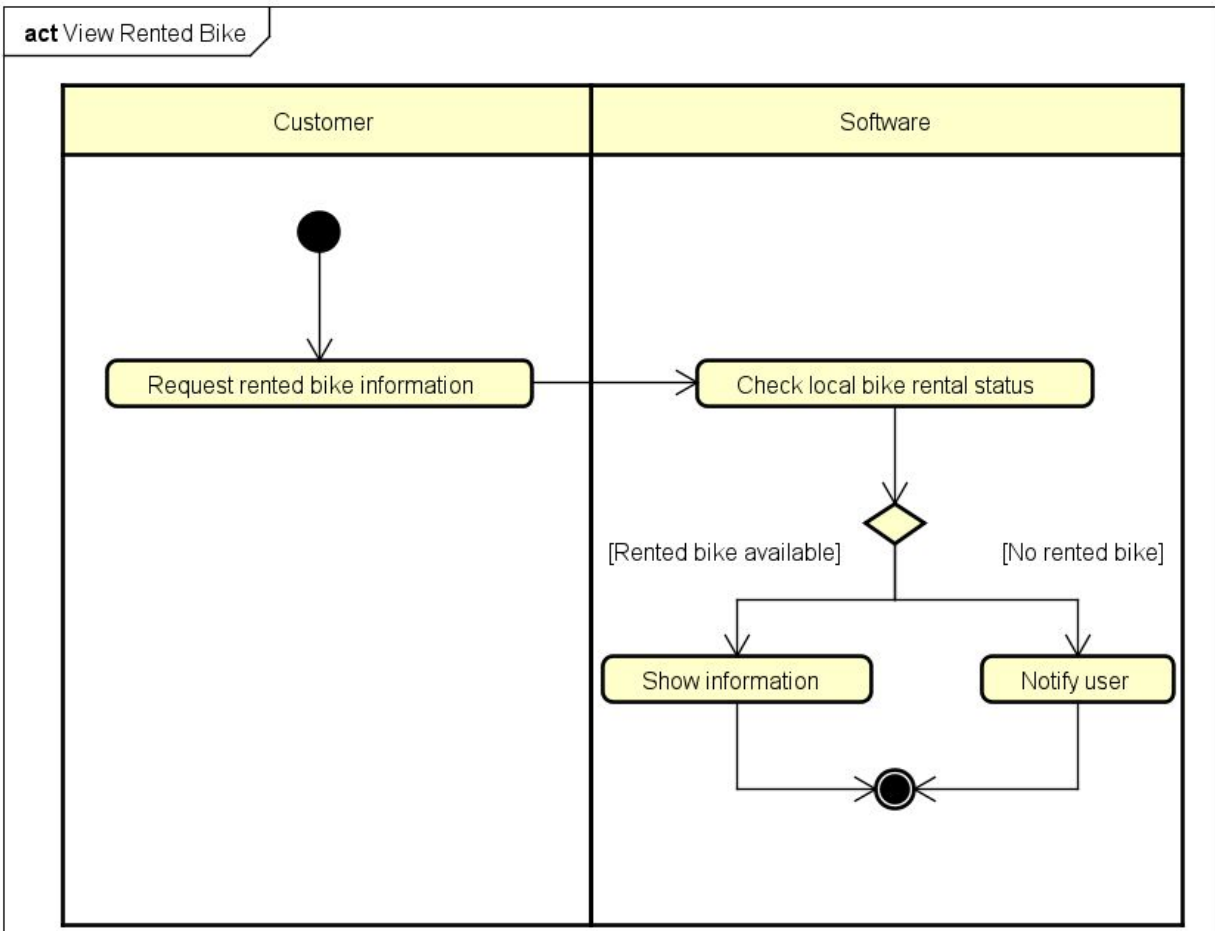 act View Rented Bike
Customer
Software
Request rented bike information
Check local bike rental status
[Rented bike available]
[No rented bike]
Show information
Notify user